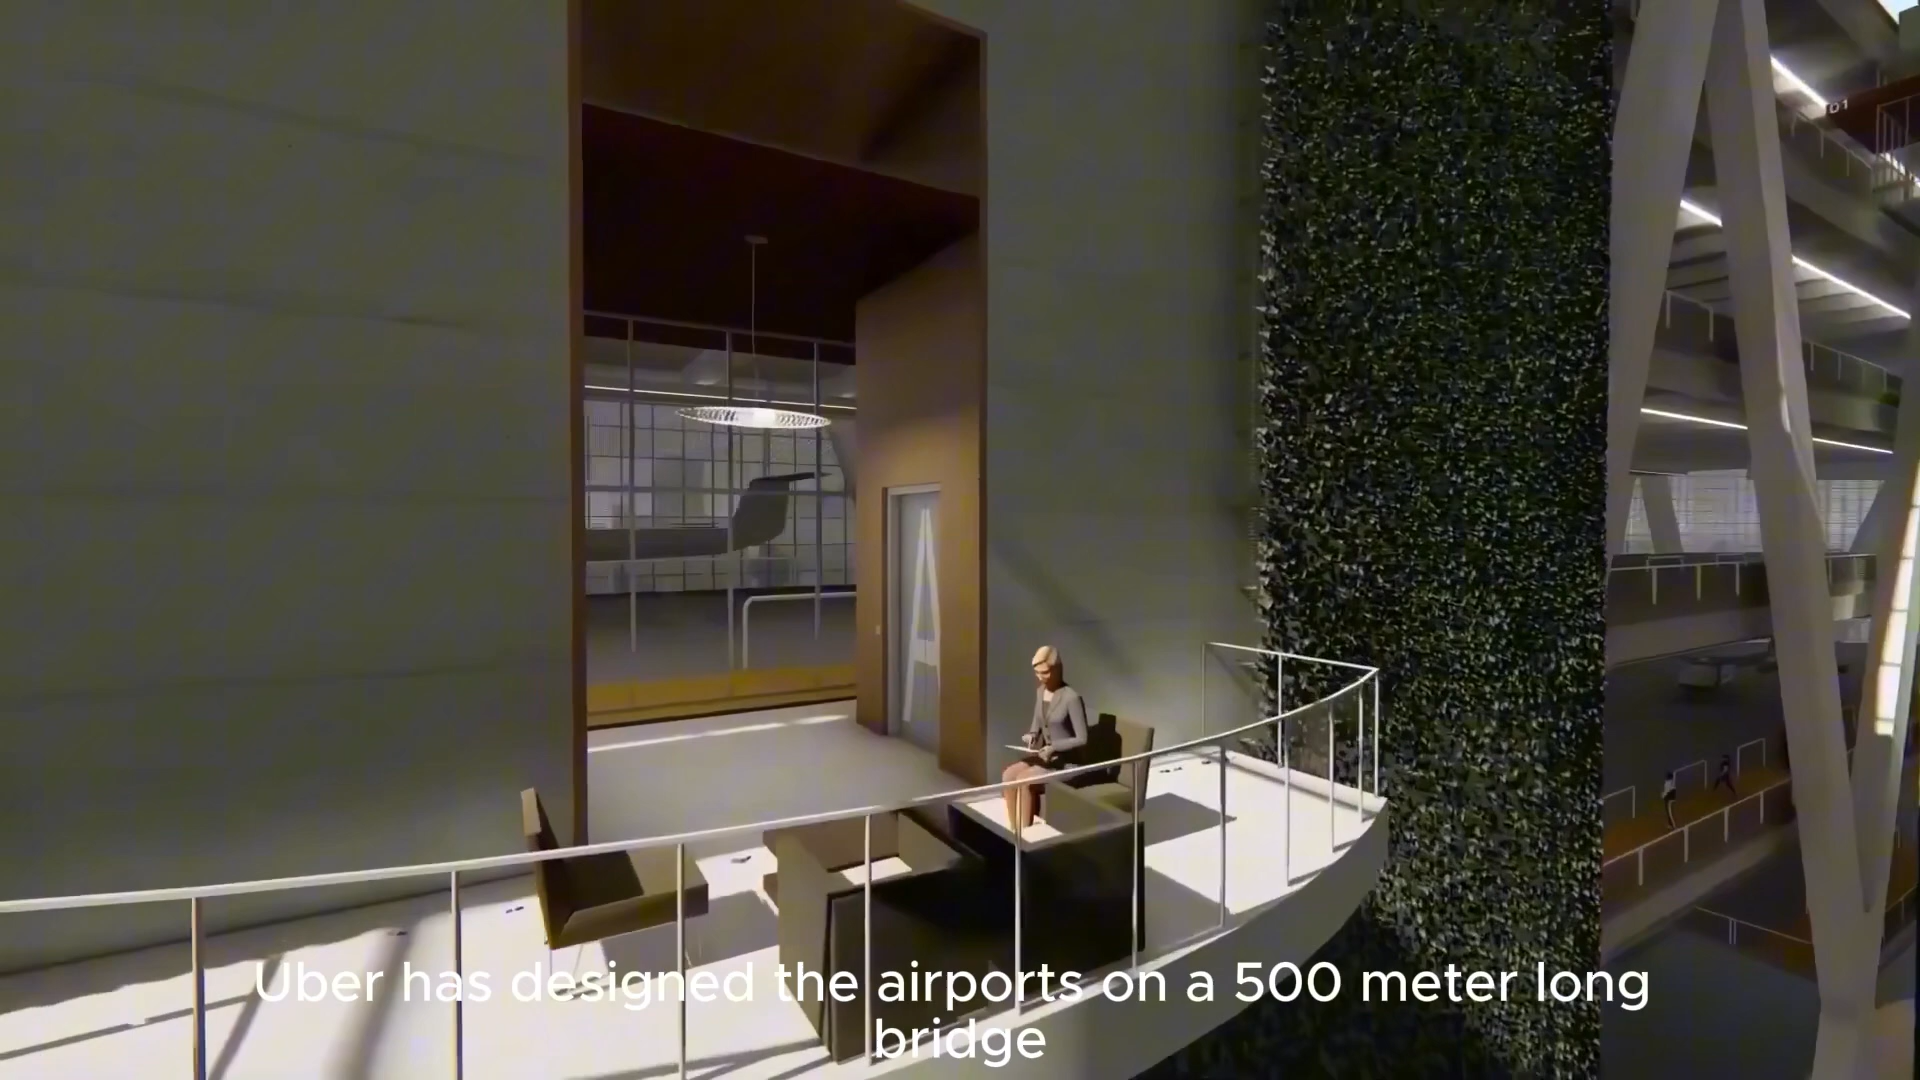 Uber has designed the airports on a 500 meter long
bridge